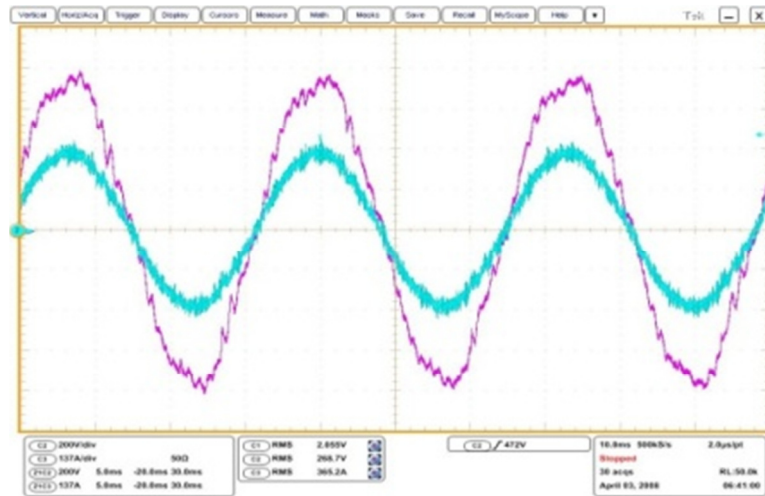 Vertical Horiz/Acq Trigger Display Cursors Measure Math Masks Save Recall MyScope Help Tek X
C2 200V/div
C3 137A/div 50Ω
Z1C2 200V 5.0ms -20.0ms 30.0ms
Z1C3 137A 5.0ms -20.0ms 30.0ms
C1 RMS 2.055V
C2 RMS 268.7V
C3 RMS 365.2A
C2 472V
10.0ms 500kS/s 2.0µs/pt
Stopped
30 acqs RL:50.0k
April 03, 2008 06:41:00